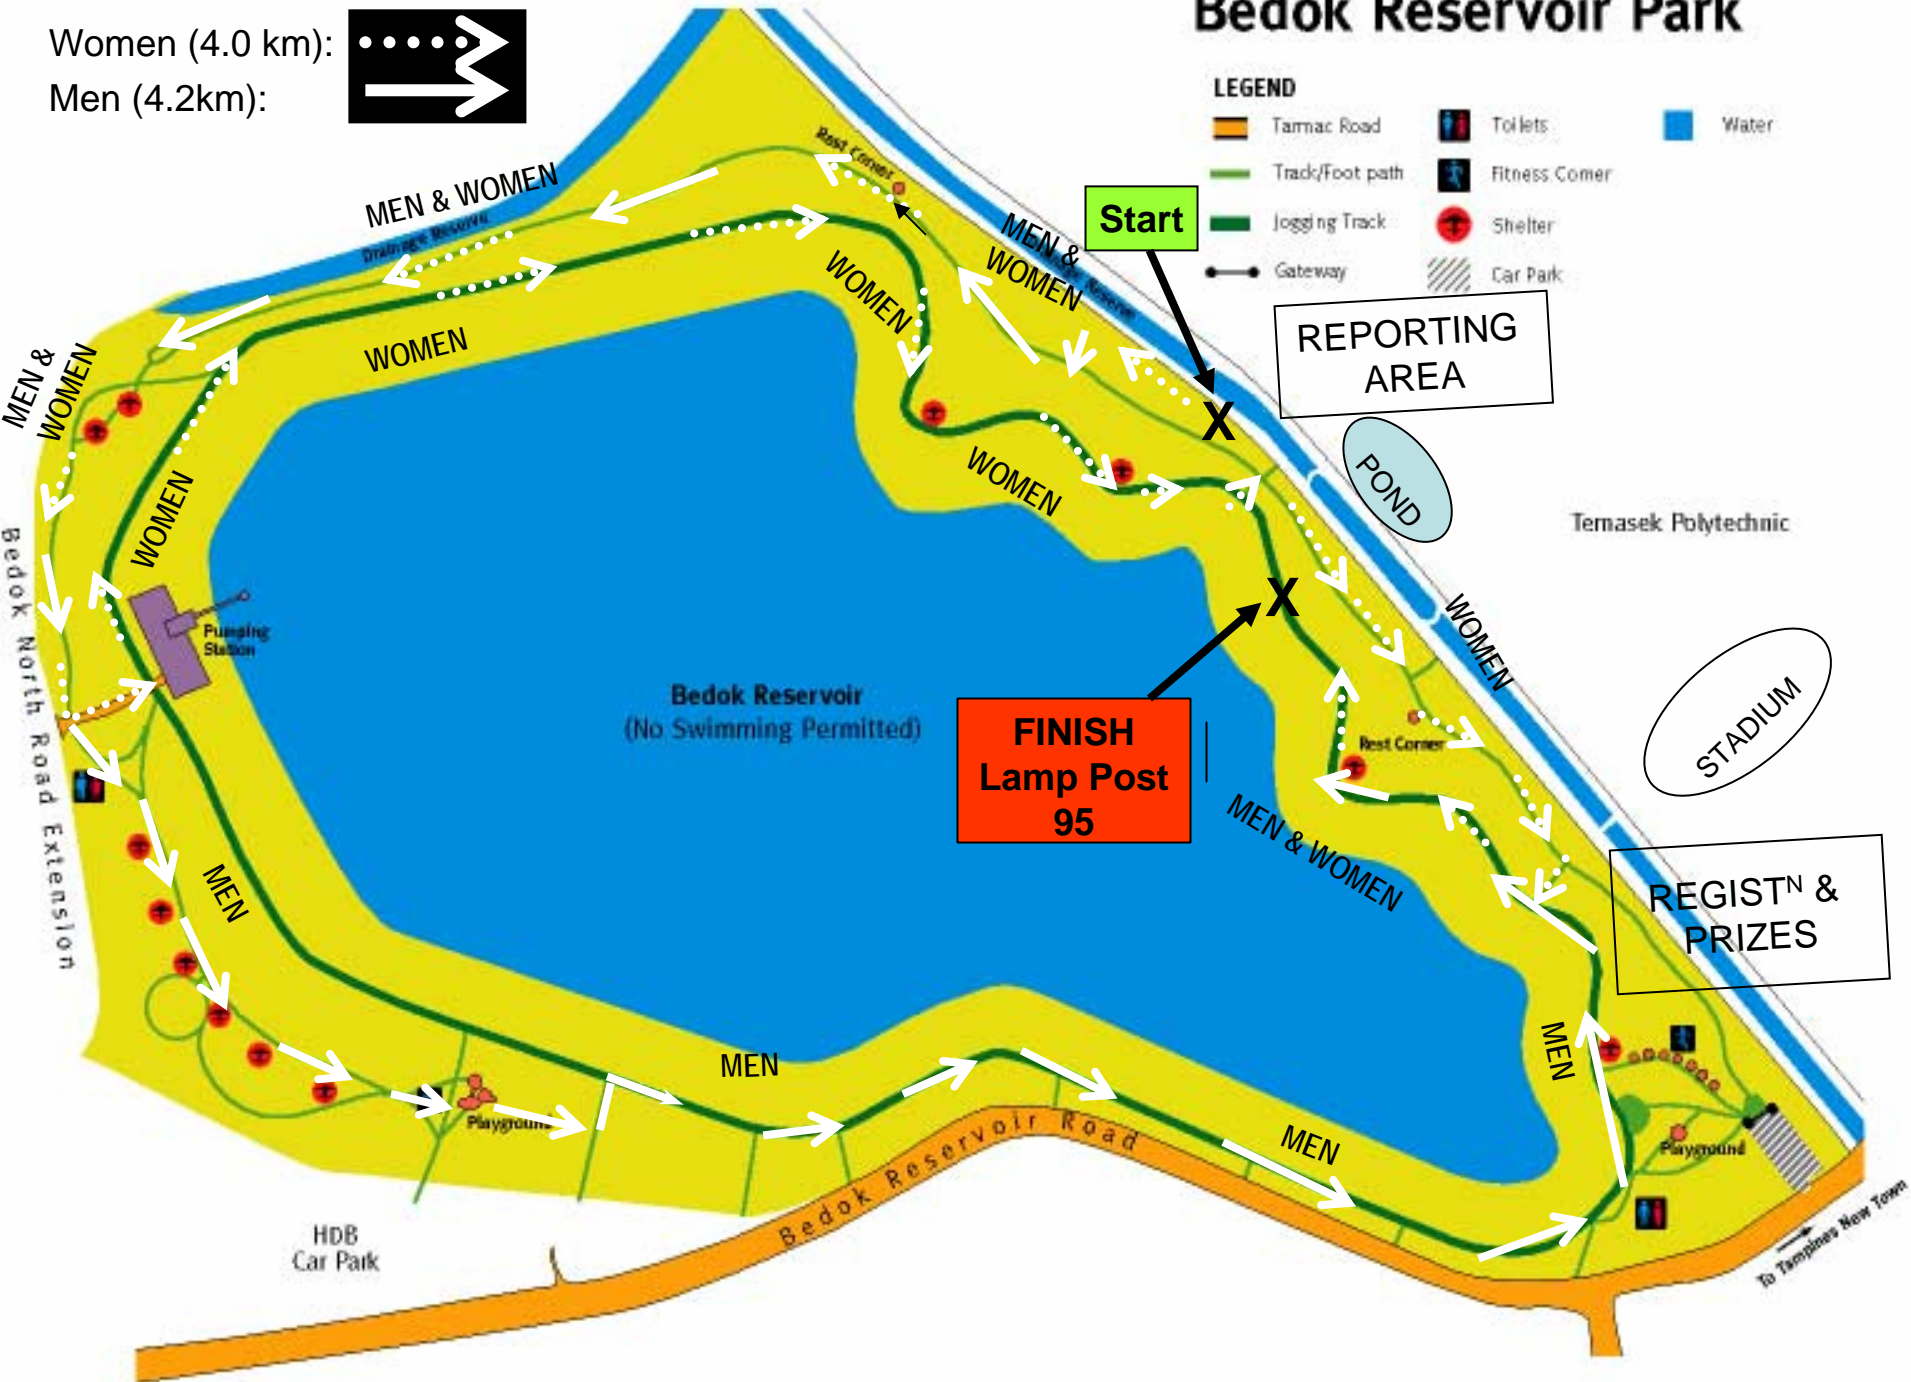 Bedok Reservoir Park
Women (4.0 km):
Men (4.2km):
LEGEND
Tarmac Road
Toilets
Water
Track/Foot path
Fitness Corner
Jogging Track
Shelter
Gateway
Car Park
Start
Rest Corner
MEN & WOMEN
Drainage Reserve
MEN &
WOMEN
Reserve
WOMEN
WOMEN
REPORTING
AREA
MEN &
WOMEN
WOMEN
WOMEN
POND
Temasek Polytechnic
Bedok North Road Extension
Pumping
Station
WOMEN
STADIUM
Bedok Reservoir
(No Swimming Permitted)
FINISH
Lamp Post
95
X
X
Rest Corner
MEN & WOMEN
MEN
REGISTN &
PRIZES
MEN
MEN
Playground
Bedok Reservoir Road
MEN
Playground
HDB
Car Park
To Tampines New Town